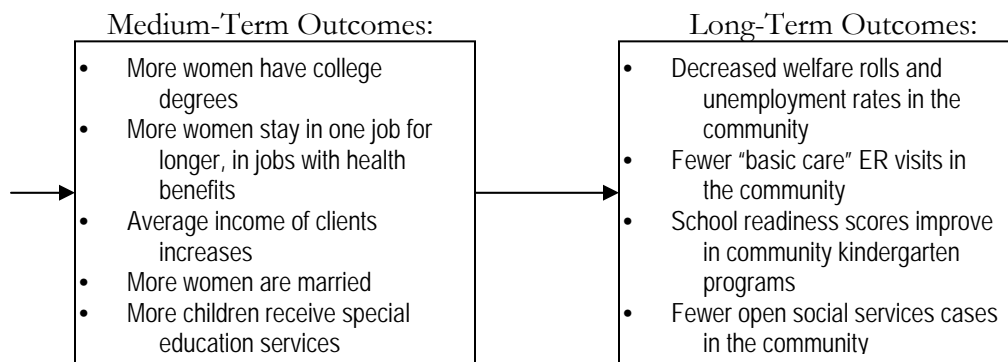 Medium-Term Outcomes:
• More women have college
degrees
• More women stay in one job for
longer, in jobs with health
benefits
• Average income of clients
increases
• More women are married
• More children receive special
education services
Long-Term Outcomes:
• Decreased welfare rolls and
unemployment rates in the
community
• Fewer “basic care” ER visits in
the community
• School readiness scores improve
in community kindergarten
programs
• Fewer open social services cases
in the community